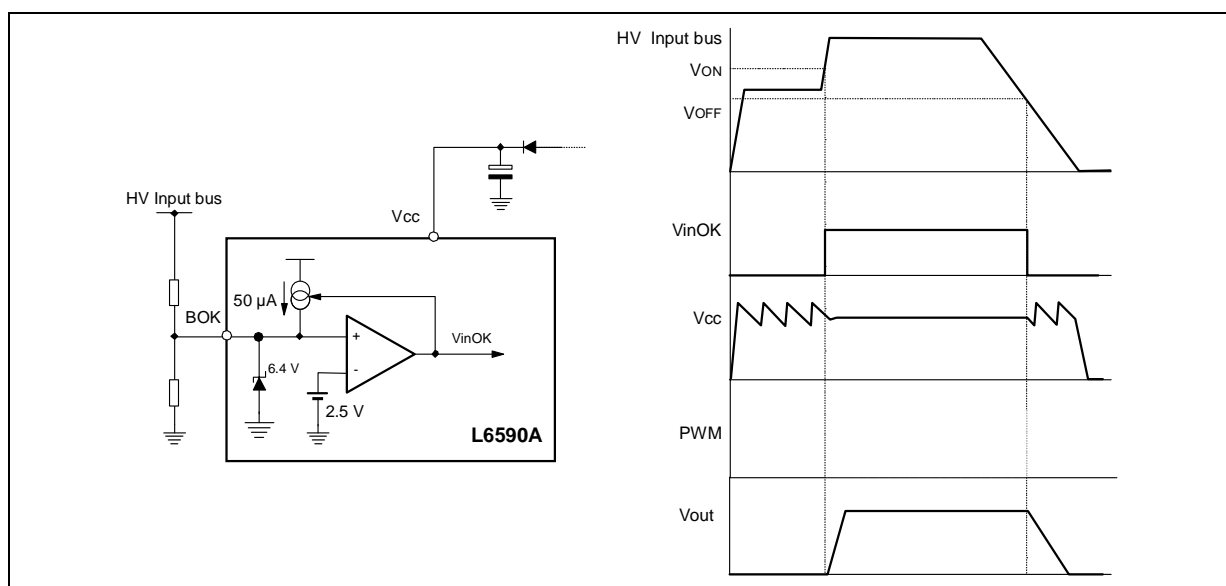 HV Input bus
Vcc
50 µA
BOK
6.4 V
+
-
2.5 V
VinOK
L6590A
HV Input bus
VON
VOFF
VinOK
Vcc
PWM
Vout